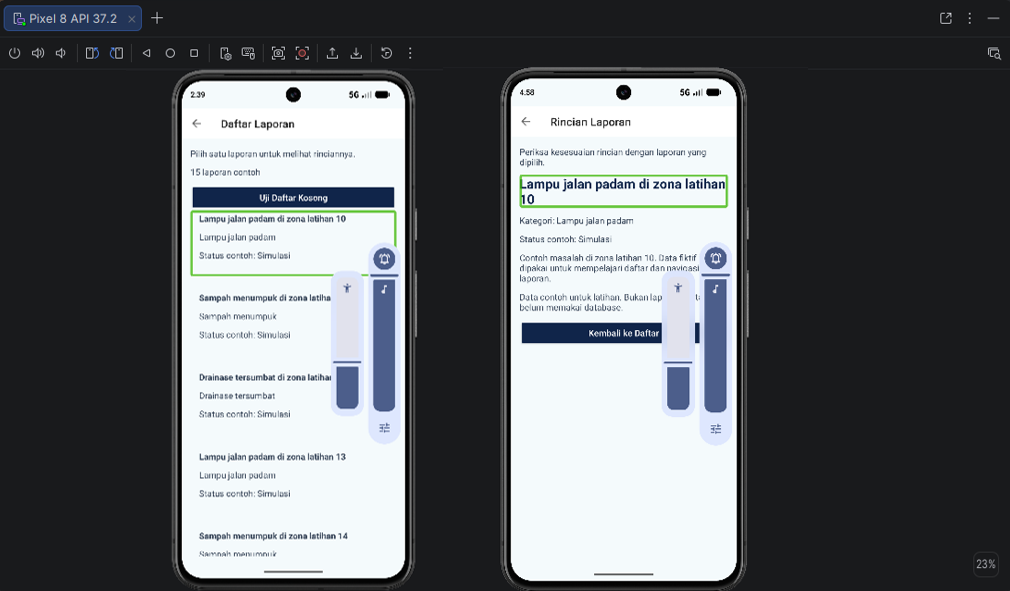 Pixel 8 API 37.2
2.39
5G
Daftar Laporan
Pilih satu laporan untuk melihat rinciannya.
15 laporan contoh
Uji Daftar Kosong
Lampu jalan padam di zona latihan 10
Lampu jalan padam
Status contoh: Simulasi
Sampah menumpuk di zona latiha
Sampah menumpuk
Status contoh: Simulasi
Drainase tersumbat di zona latihan
Drainase tersumbat
Status contoh: Simulasi
Lampu jalan padam di zona latihan 13
Lampu jalan padam
Status contoh: Simulasi
Sampah menumpuk di zona latihan 14
Sampah menumpuk
4.58
5G
Rincian Laporan
Periksa kesesuaian rincian dengan laporan yang
dipilih.
Lampu jalan padam di zona latihan
10
Kategori: Lampu jalan padam
Status contoh: Simulasi
Contoh masalah di zona latihan 10. Data fiktif
dipakai untuk mempelajari daftar dan navigasi
laporan.
Data contoh untuk latihan. Bukan lap
belum memakai database.
Kembali ke Daftar
23%